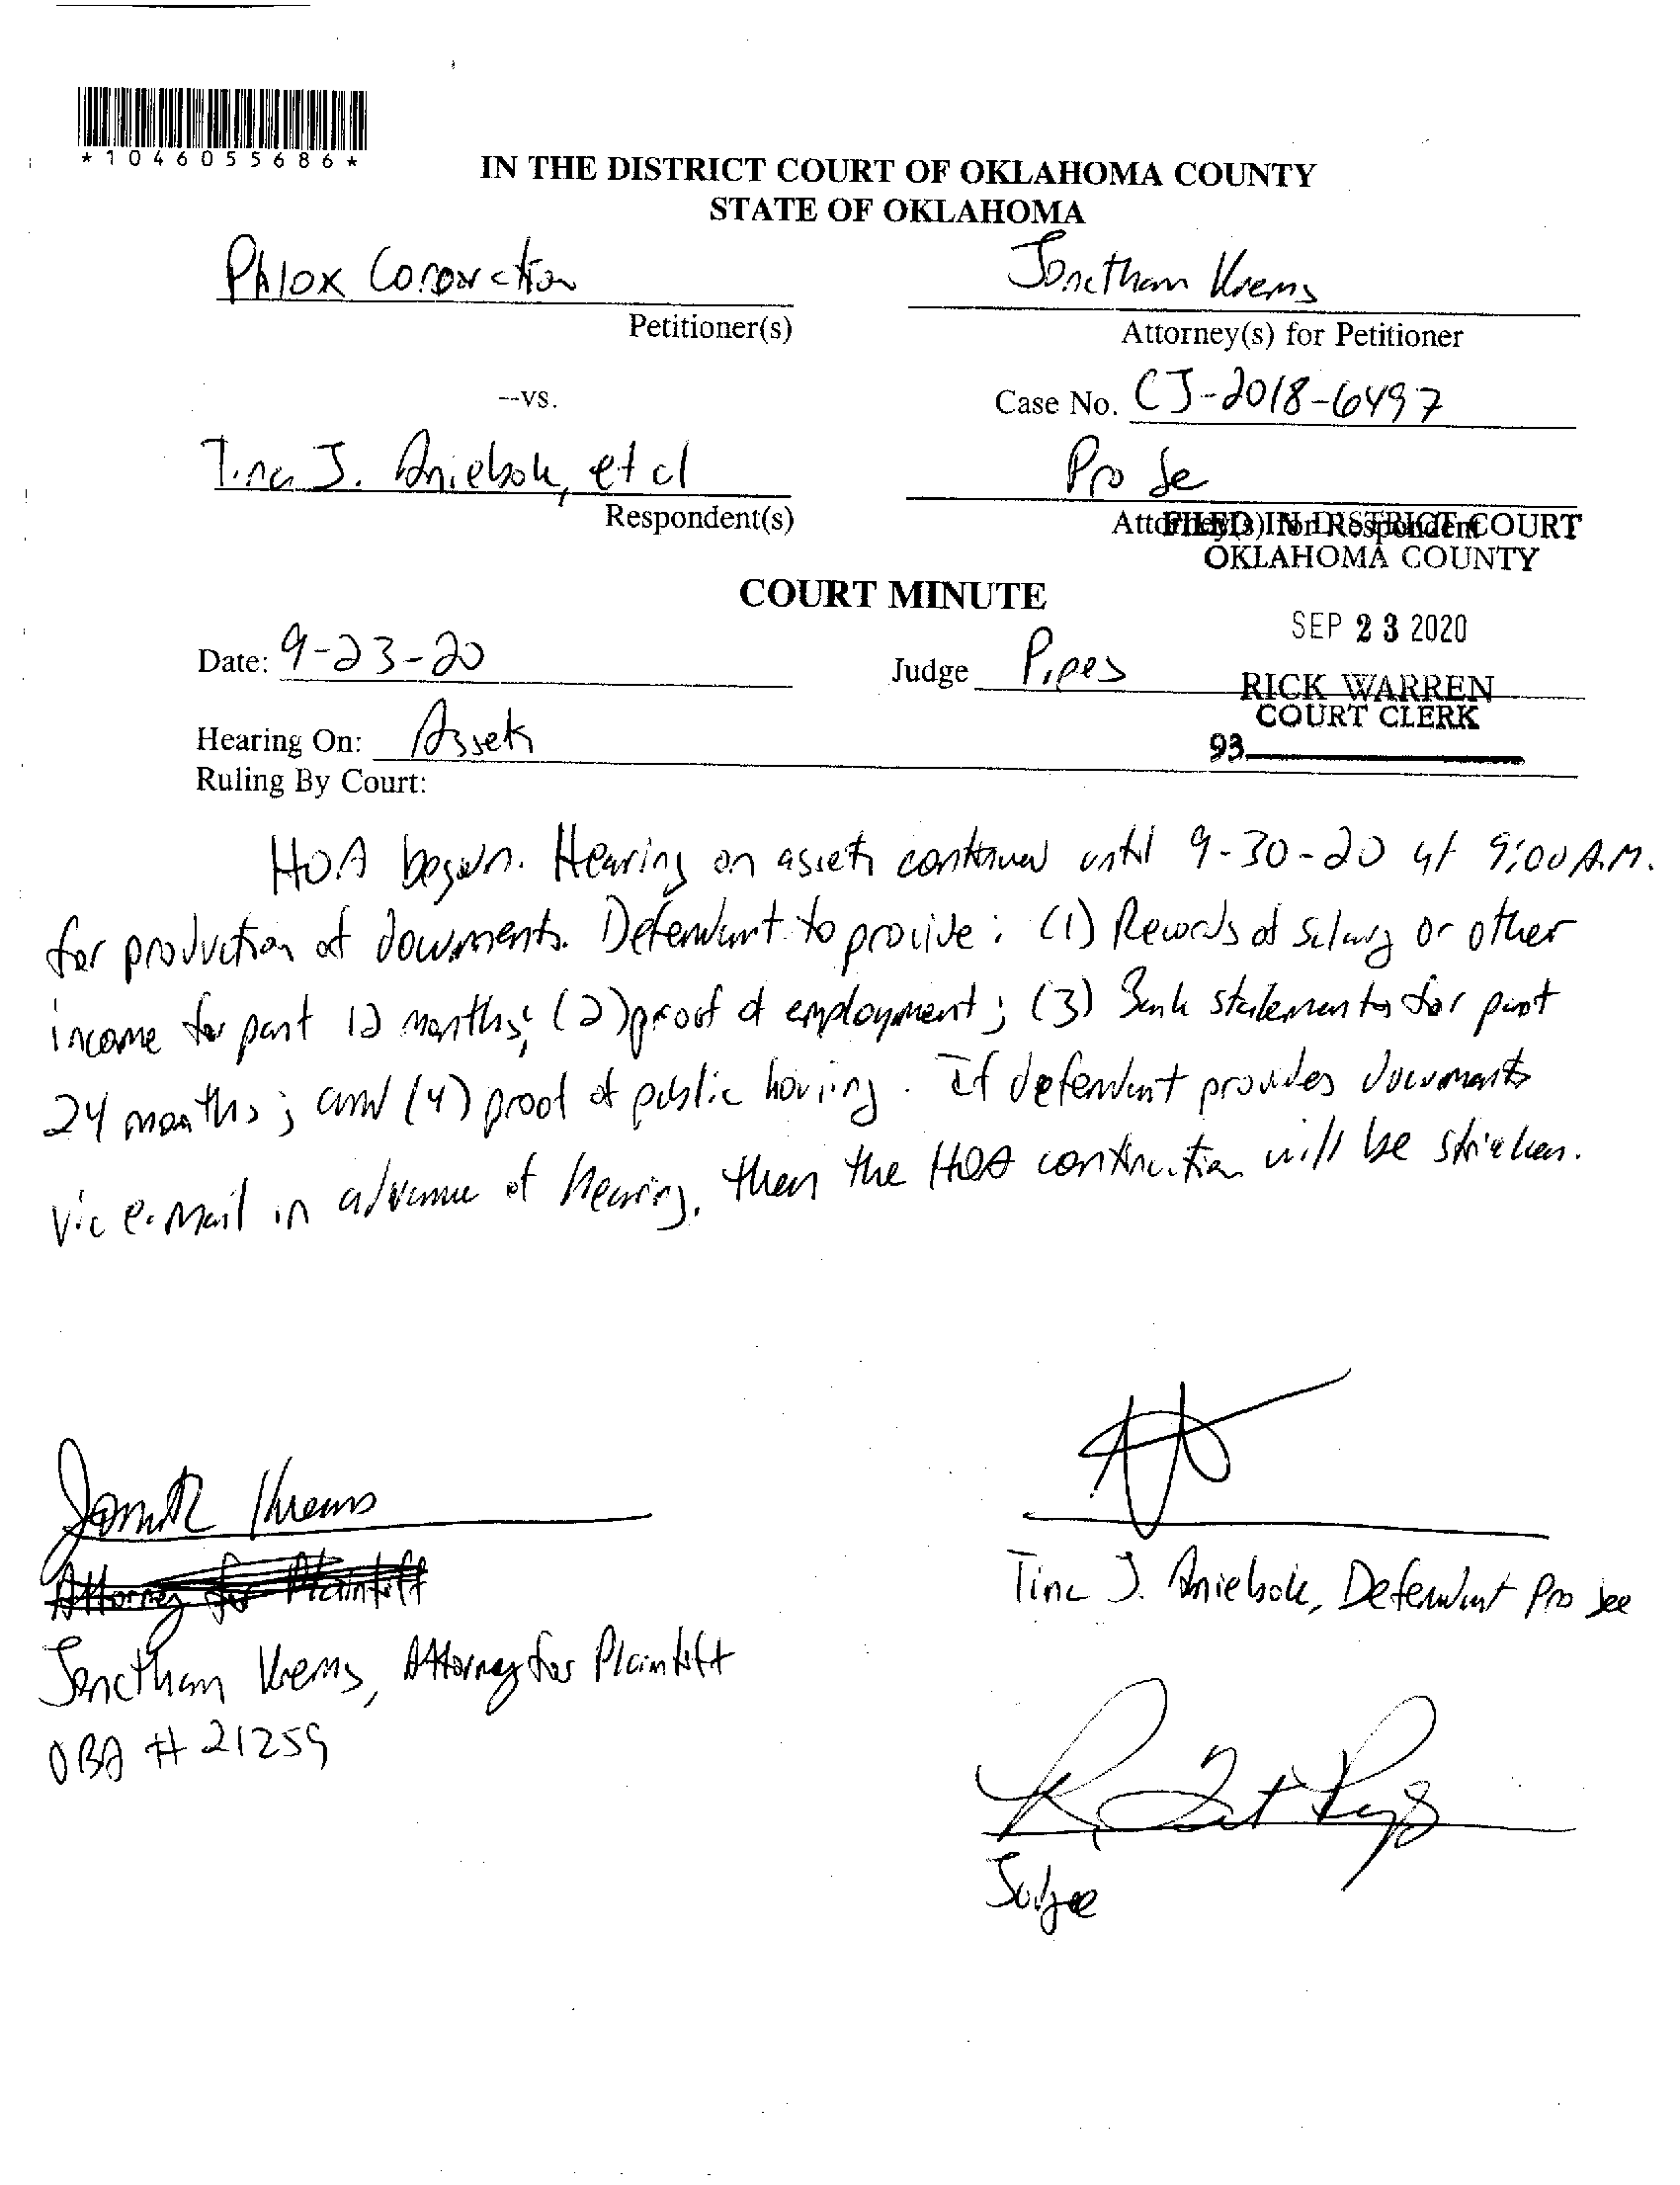 *1046055686*
IN THE DISTRICT COURT OF OKLAHOMA COUNTY
STATE OF OKLAHOMA
Phlox Corporation
Petitioner(s)
Jonathan Krems
Attorney(s) for Petitioner
--vs.
Case No. CJ-2018-6497
Tina J. Aniebok, et al
Respondent(s)
Pro Se
Attorney(s) for Respondent
FILED IN DISTRICT COURT
OKLAHOMA COUNTY
COURT MINUTE
SEP 23 2020
Date: 9-23-20
Judge Pipes
RICK WARREN
COURT CLERK
93
Hearing On: Assets
Ruling By Court:
HOA begun. Hearing on assets continued until 9-30-20 at 9:00 A.M.
for production of documents. Defendant to provide: (1) Records of salary or other
income for past 12 months; (2) proof of employment; (3) Bank statements for past
24 months; and (4) proof of public housing. If defendant provides documents
via e-mail in advance of hearing, then the HOA continuation will be stricken.
Attorney for Plaintiff
Jonathan Krems, Attorney for Plaintiff
OBA # 21259
Tina J. Aniebok, Defendant Pro See
Judge